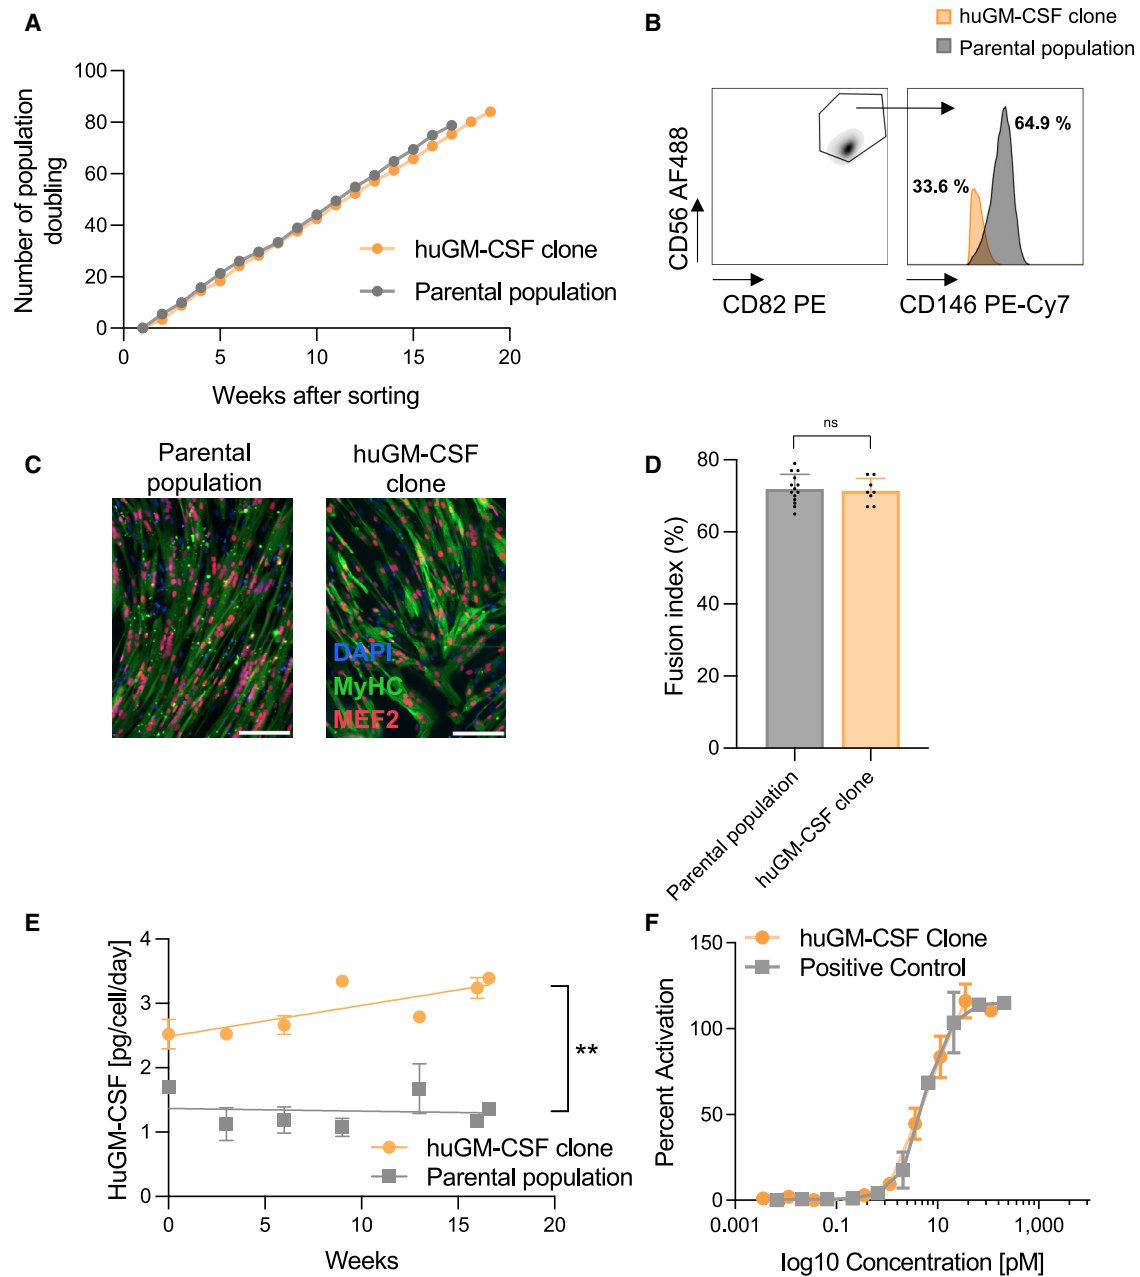 A
100
80
60
40
20
0
0
5
10
15
20
Number of population
doubling
Weeks after sorting
huGM-CSF clone
Parental population
B
huGM-CSF clone
Parental population
64.9 %
33.6 %
CD56 AF488
CD82 PE
CD146 PE-Cy7
C
Parental
population
huGM-CSF
clone
DAPI
MyHC
MEF2
D
ns
80
60
40
20
0
Fusion index (%)
Parental population
huGM-CSF clone
E
4
3
2
1
0
0
5
10
15
20
HuGM-CSF [pg/cell/day]
Weeks
**
huGM-CSF clone
Parental population
F
huGM-CSF Clone
Positive Control
150
100
50
0
0.001
0.1
10
1,000
Percent Activation
log10 Concentration [pM]